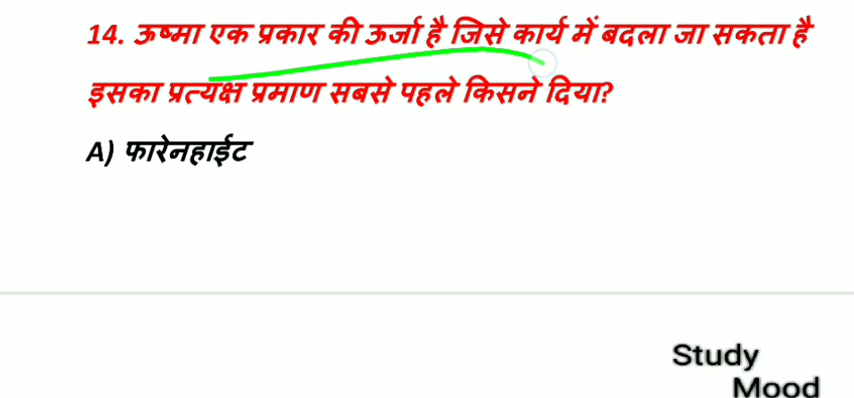 14. ऊष्मा एक प्रकार की ऊर्जा है जिसे कार्य में बदला जा सकता है
इसका प्रत्यक्ष प्रमाण सबसे पहले किसने दिया?
A) फारेनहाईट
Study
Mood